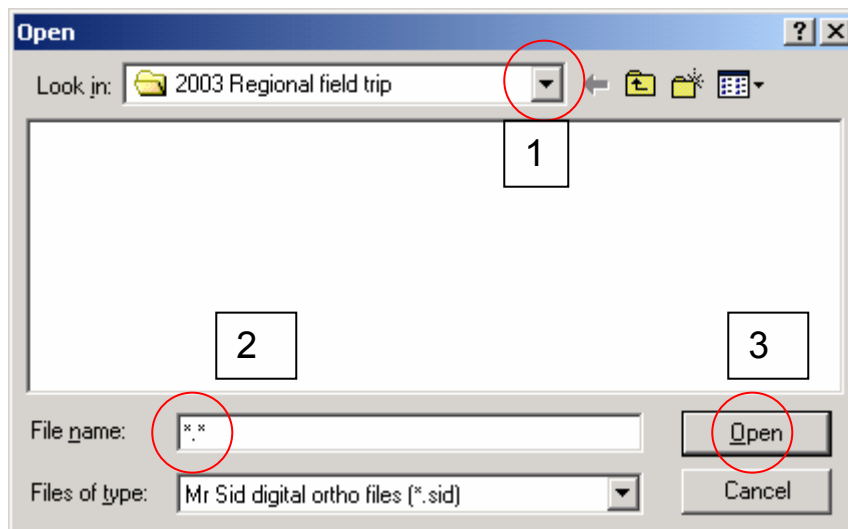 Open
Look in: 2003 Regional field trip
1
2
3
File name: *.* Open
Files of type: Mr Sid digital ortho files (*.sid) Cancel